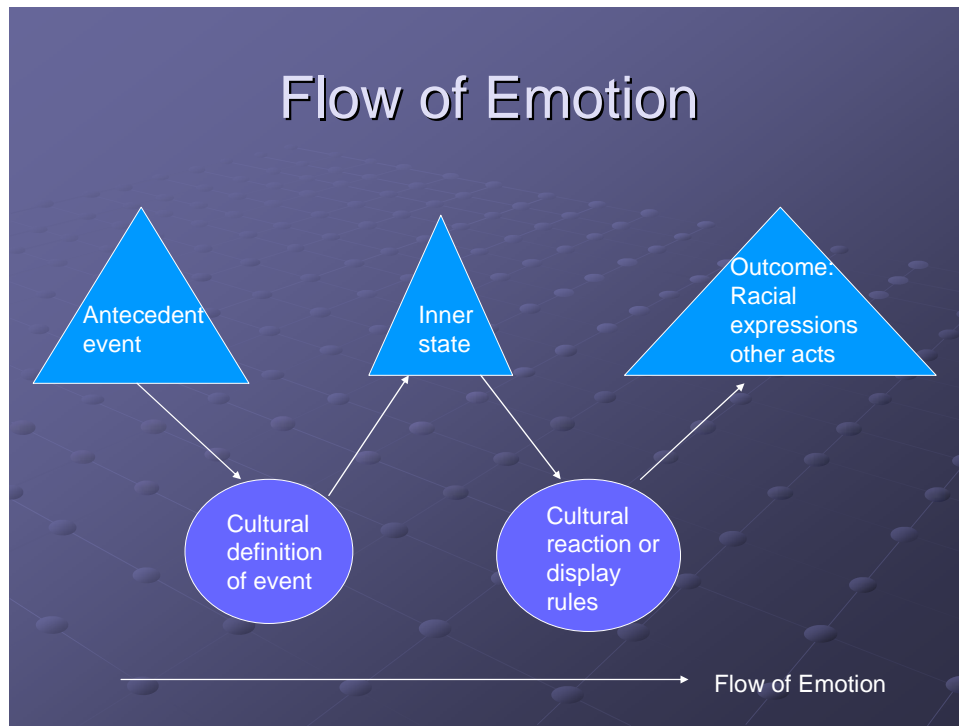 Flow of Emotion
Antecedent
event
Inner
state
Outcome:
Racial
expressions
other acts
Cultural
definition
of event
Cultural
reaction or
display
rules
Flow of Emotion